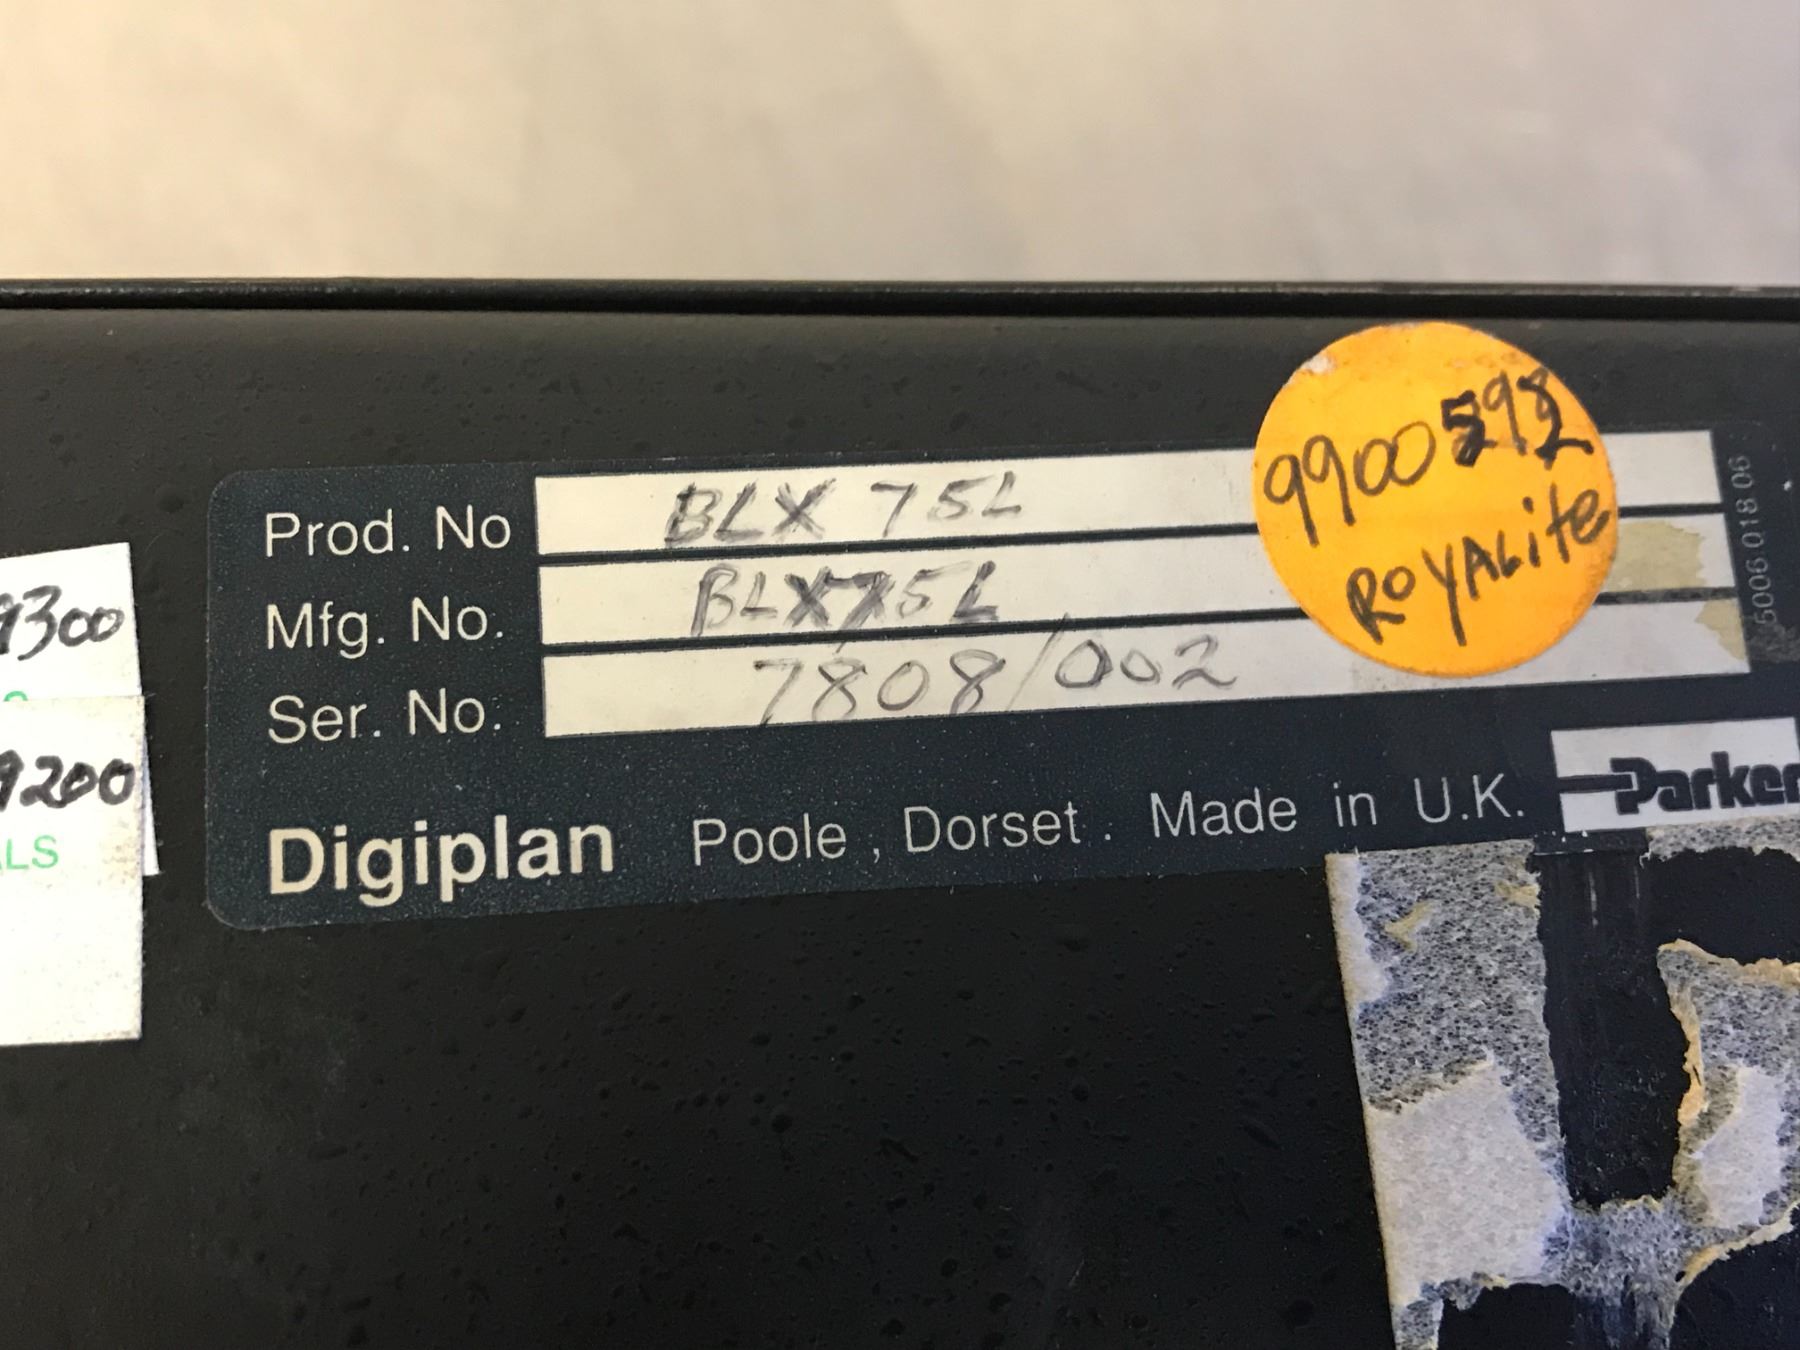 Prod. No BLX 75L
Mfg. No. BLX75L
Ser. No. 7808/002
Digiplan Poole, Dorset. Made in U.K.
Parker
ROYALite
5006.018.06
9300
9200
LS